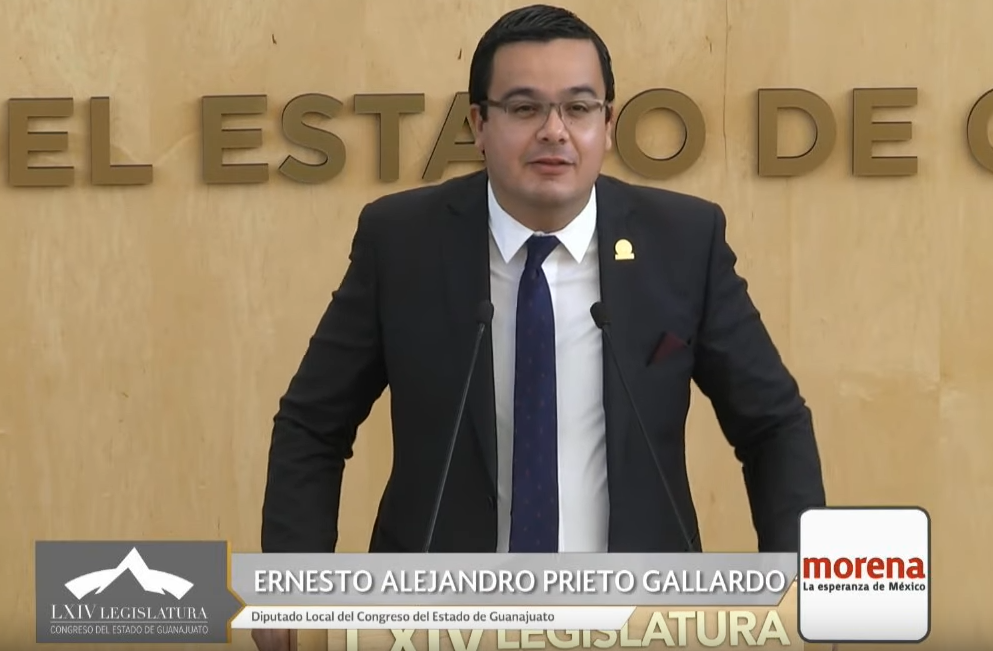 EL ESTADO DE
ERNESTO ALEJANDRO PRIETO GALLARDO
Diputado Local del Congreso del Estado de Guanajuato
LXIV LEGISLATURA
CONGRESO DEL ESTADO DE GUANAJUATO
morena
La esperanza de México
LXIV LEGISLATURA